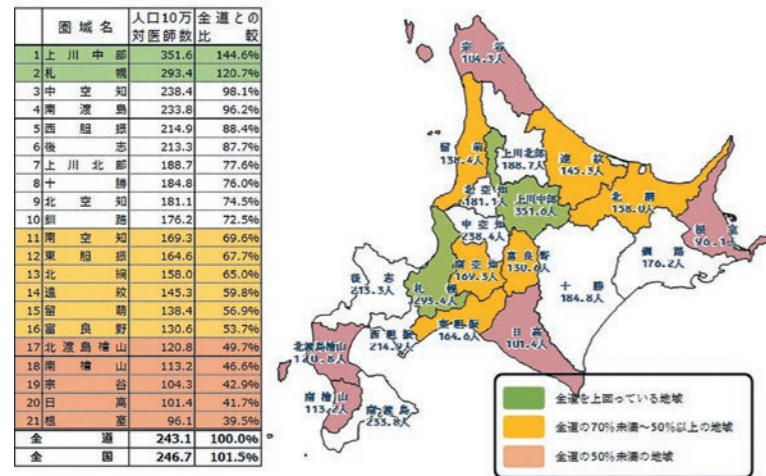 圏域名 人口10万対医師数 全道との比較
1 上川中部 351.6 144.6%
2 札幌 293.4 120.7%
3 中空知 238.4 98.1%
4 南渡島 233.8 96.2%
5 西胆振 214.9 88.4%
6 後志 213.3 87.7%
7 上川北部 188.7 77.6%
8 十勝 184.8 76.0%
9 北空知 181.1 74.5%
10 釧路 176.2 72.5%
11 南空知 169.3 69.6%
12 東胆振 164.6 67.7%
13 北網 158.0 65.0%
14 遠紋 145.3 59.8%
15 留萌 138.4 56.9%
16 富良野 130.6 53.7%
17 北渡島檜山 120.8 49.7%
18 南檜山 113.2 46.6%
19 宗谷 104.3 42.9%
20 日高 101.4 41.7%
21 根室 96.1 39.5%
全道 243.1 100.0%
全国 246.7 101.5%
宗谷
104.3人
留萌
138.4人
上川北部
188.7人
遠紋
145.3人
北空知
181.1人
上川中部
351.6人
北網
158.0人
根室
96.1人
中空知
238.4人
釧路
176.2人
南空知
169.3人
富良野
130.6人
十勝
184.8人
後志
213.3人
札幌
293.4人
東胆振
164.6人
西胆振
214.9人
日高
101.4人
北渡島檜山
120.8人
南檜山
113.2人
南渡島
233.8人
全道を上回っている地域
全道の70%未満~50%以上の地域
全道の50%未満の地域